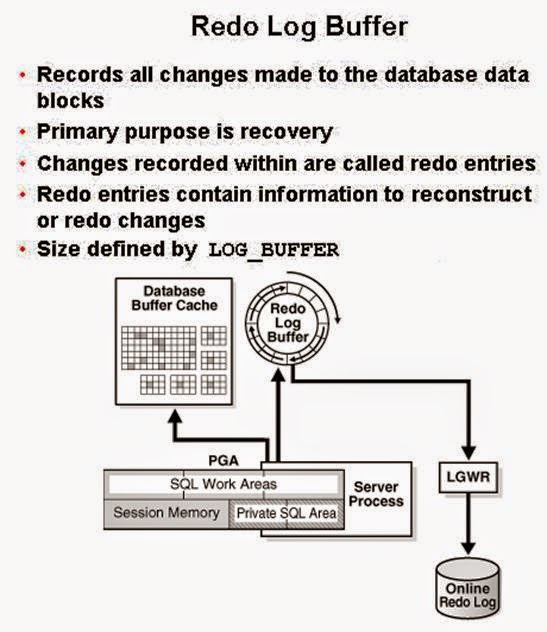 Redo Log Buffer
• Records all changes made to the database data
blocks
• Primary purpose is recovery
• Changes recorded within are called redo entries
• Redo entries contain information to reconstruct
or redo changes
• Size defined by LOG_BUFFER
Database
Buffer Cache
Redo
Log
Buffer
PGA
SQL Work Areas
Session Memory
Private SQL Area
Server
Process
LGWR
Online
Redo Log